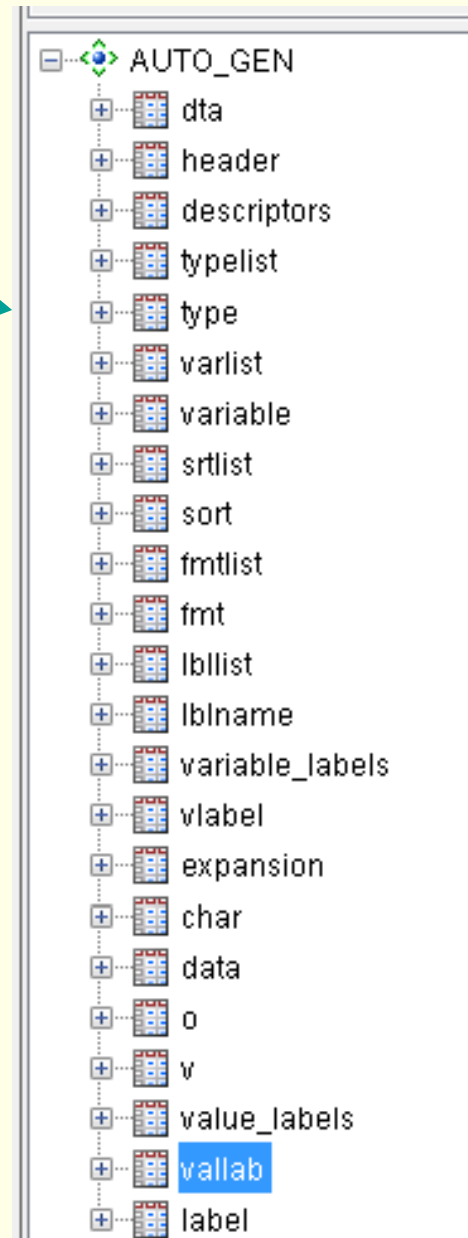 AUTO_GEN
dta
header
descriptors
typelist
type
varlist
variable
srtlist
sort
fmtlist
fmt
lbllist
lblname
variable_labels
vlabel
expansion
char
data
o
v
value_labels
vallab
label